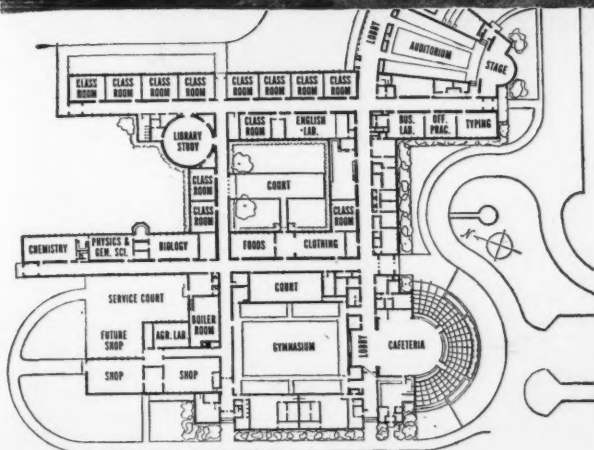 LOBBY
AUDITORIUM
STAGE
CLASS
ROOM
CLASS
ROOM
CLASS
ROOM
CLASS
ROOM
CLASS
ROOM
CLASS
ROOM
CLASS
ROOM
CLASS
ROOM
LIBRARY
STUDY
CLASS
ROOM
ENGLISH
-LAB.
BUS.
LAB.
OFF.
PRAC.
TYPING
CLASS
ROOM
CLASS
ROOM
COURT
CLASS
ROOM
CHEMISTRY
PHYSICS &
GEN. SCI.
BIOLOGY
FOODS
CLOTHING
N
SERVICE COURT
COURT
FUTURE
SHOP
AGR. LAB.
BOILER
ROOM
GYMNASIUM
LOBBY
CAFETERIA
SHOP
SHOP